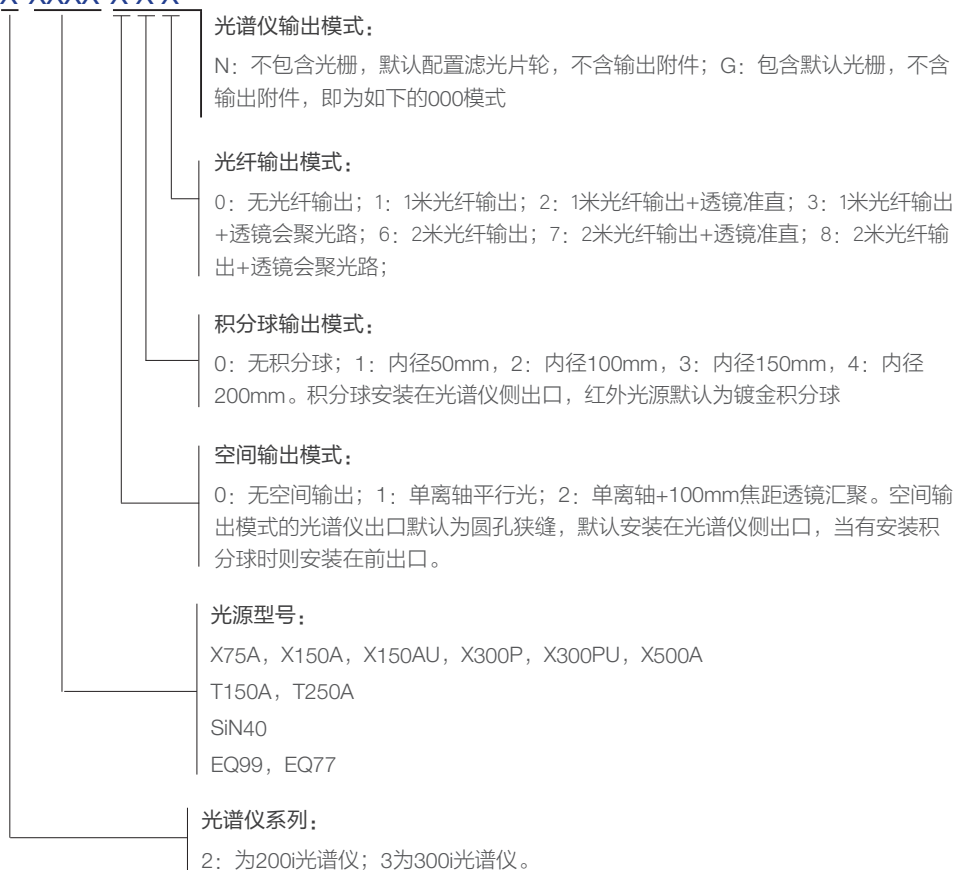 光谱仪输出模式：
N：不包含光栅，默认配置滤光片轮，不含输出附件；G：包含默认光栅，不含
输出附件，即为如下的000模式
光纤输出模式：
0：无光纤输出；1：1米光纤输出；2：1米光纤输出+透镜准直；3：1米光纤输出
+透镜会聚光路；6：2米光纤输出；7：2米光纤输出+透镜准直；8：2米光纤输
出+透镜会聚光路；
积分球输出模式：
0：无积分球；1：内径50mm，2：内径100mm，3：内径150mm，4：内径
200mm。积分球安装在光谱仪侧出口，红外光源默认为镀金积分球
空间输出模式：
0：无空间输出；1：单离轴平行光；2：单离轴+100mm焦距透镜汇聚。空间输
出模式的光谱仪出口默认为圆孔狭缝，默认安装在光谱仪侧出口，当有安装积
分球时则安装在前出口。
光源型号：
X75A，X150A，X150AU，X300P，X300PU，X500A
T150A，T250A
SiN40
EQ99，EQ77
光谱仪系列：
2：为200i光谱仪；3为300i光谱仪。